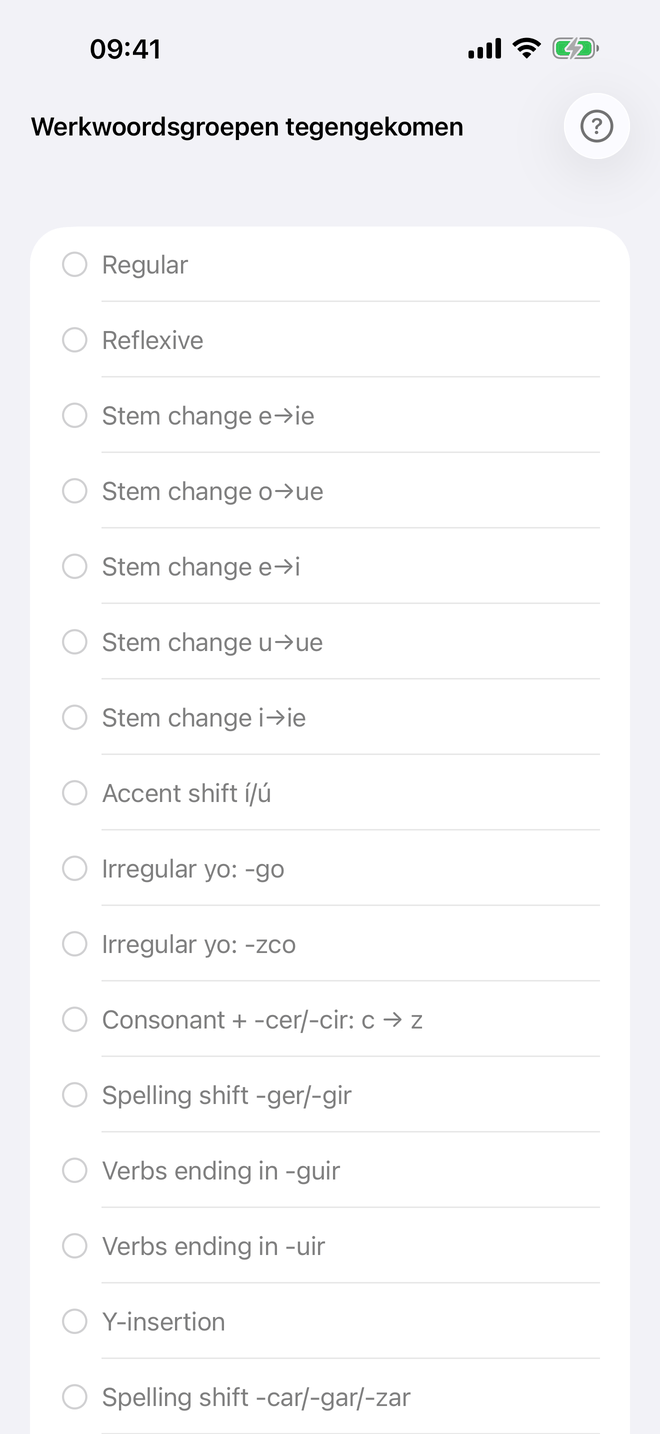 09:41
Werkwoordsgroepen tegengekomen
?
Regular
Reflexive
Stem change e→ie
Stem change o→ue
Stem change e→i
Stem change u→ue
Stem change i→ie
Accent shift í/ú
Irregular yo: -go
Irregular yo: -zco
Consonant + -cer/-cir: c → z
Spelling shift -ger/-gir
Verbs ending in -guir
Verbs ending in -uir
Y-insertion
Spelling shift -car/-gar/-zar